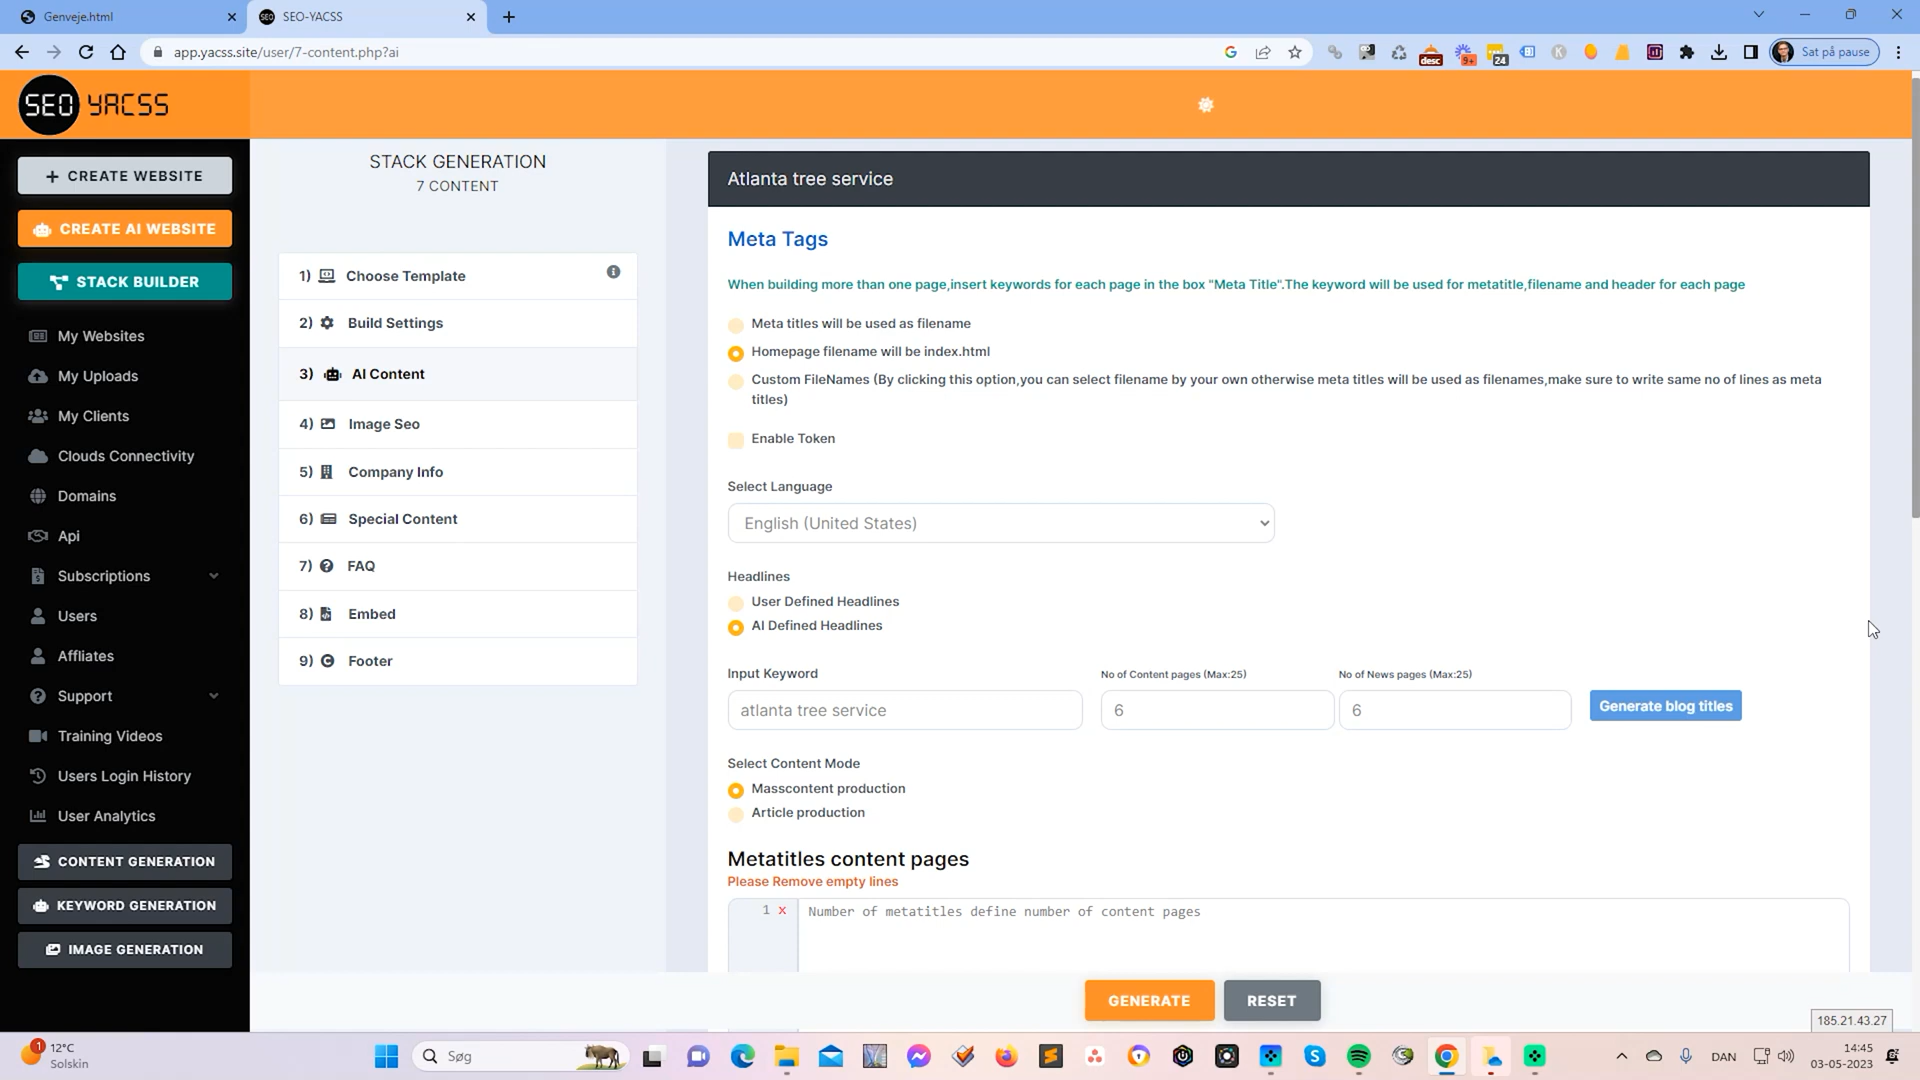 Genveje.html
SEO-YACSS
app.yacss.site/user/7-content.php?ai
desc
9+
24
Sat på pause
SEO YACSS
+ CREATE WEBSITE
CREATE AI WEBSITE
STACK BUILDER
My Websites
My Uploads
My Clients
Clouds Connectivity
Domains
Api
Subscriptions
Users
Affliates
Support
Training Videos
Users Login History
User Analytics
CONTENT GENERATION
KEYWORD GENERATION
IMAGE GENERATION
STACK GENERATION
7 CONTENT
1) Choose Template
2) Build Settings
3) AI Content
4) Image Seo
5) Company Info
6) Special Content
7) FAQ
8) Embed
9) Footer
Atlanta tree service
Meta Tags
When building more than one page,insert keywords for each page in the box "Meta Title".The keyword will be used for metatitle,filename and header for each page
Meta titles will be used as filename
Homepage filename will be index.html
Custom FileNames (By clicking this option,you can select filename by your own otherwise meta titles will be used as filenames,make sure to write same no of lines as meta
titles)
Enable Token
Select Language
English (United States)
Headlines
User Defined Headlines
AI Defined Headlines
Input Keyword
No of Content pages (Max:25)
No of News pages (Max:25)
atlanta tree service
6
6
Generate blog titles
Select Content Mode
Masscontent production
Article production
Metatitles content pages
Please Remove empty lines
1 x Number of metatitles define number of content pages
GENERATE
RESET
185.21.43.27
1
12°C
Solskin
Søg
DAN
14:45
03-05-2023